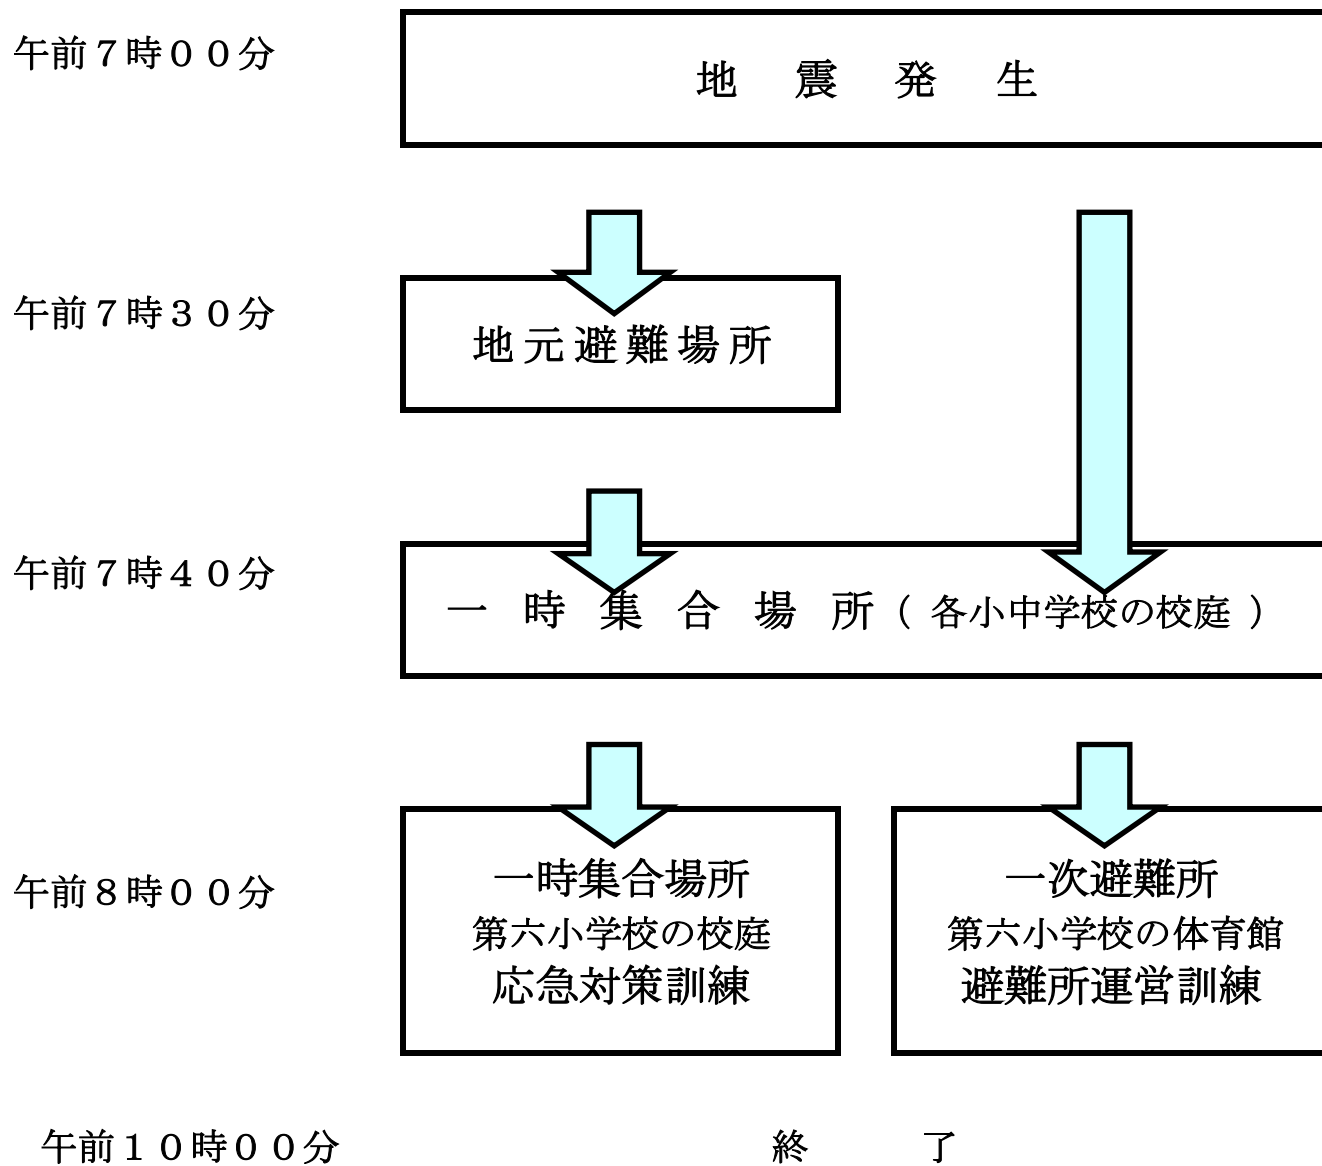 午前７時００分
地　震　発　生
午前７時３０分
地元避難場所
午前７時４０分
一　時　集　合　場　所（ 各小中学校の校庭 ）
午前８時００分
一時集合場所
第六小学校の校庭
応急対策訓練
一次避難所
第六小学校の体育館
避難所運営訓練
午前１０時００分
終　　　了